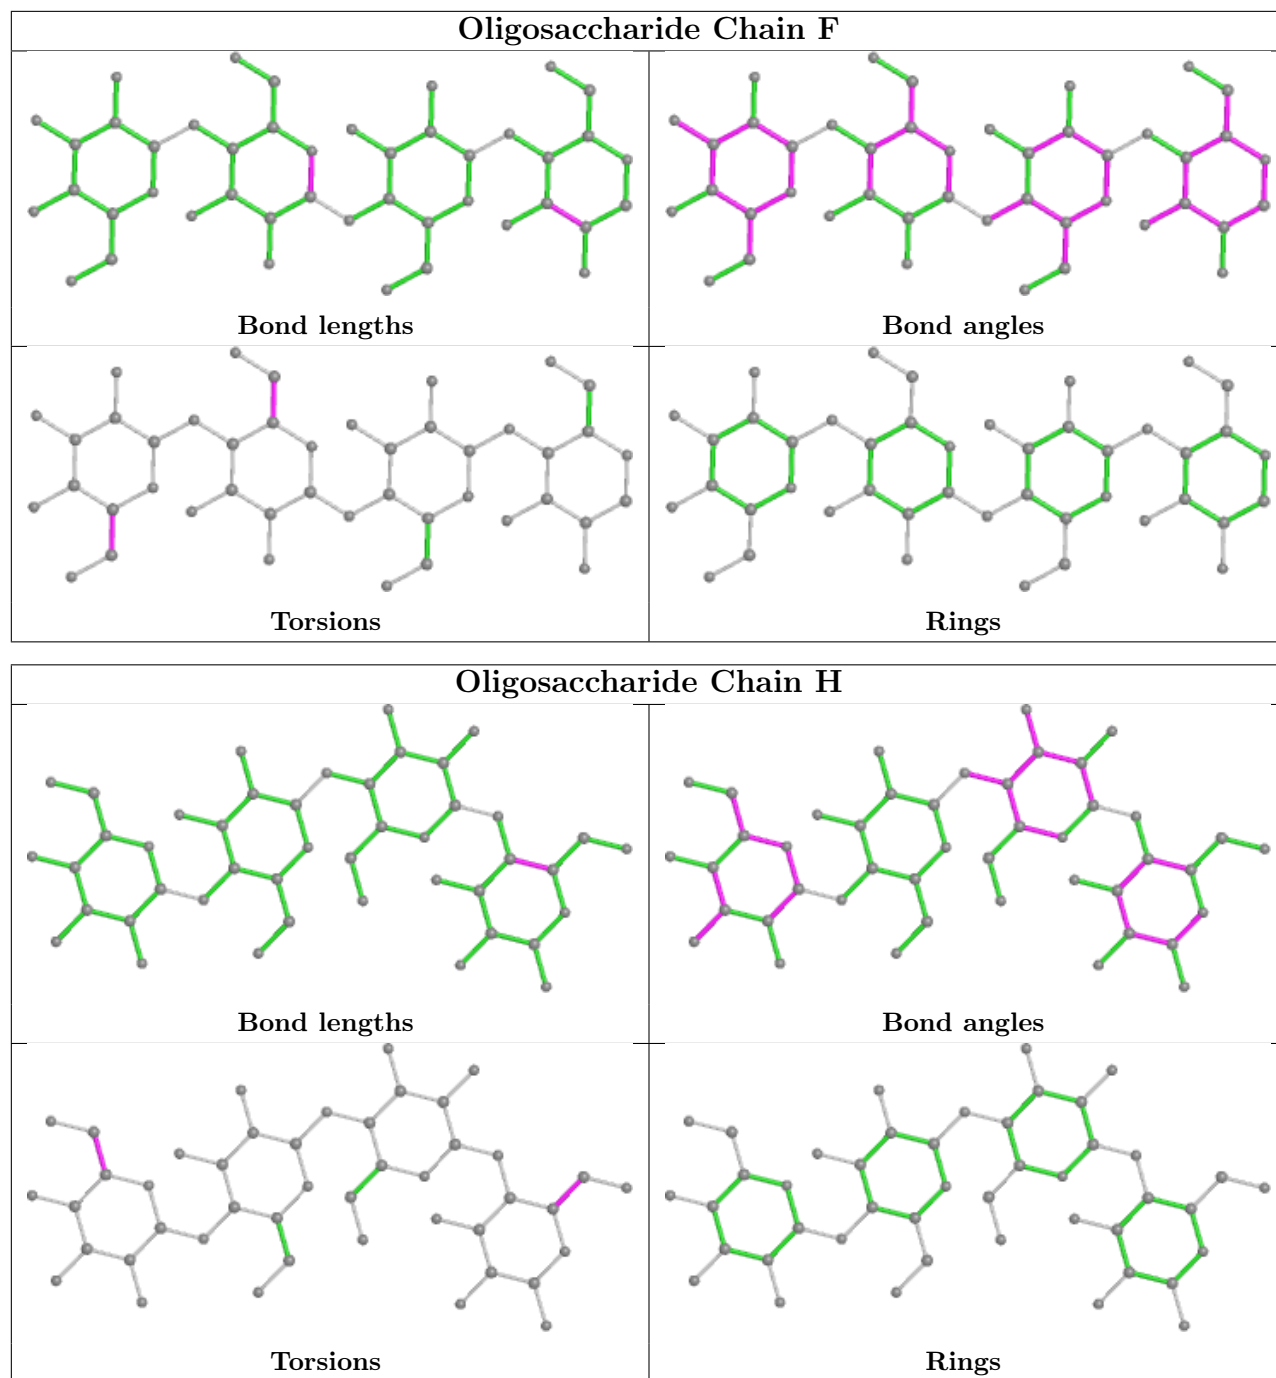 Oligosaccharide Chain F
Bond lengths
Bond angles
Torsions
Rings
Oligosaccharide Chain H
Bond lengths
Bond angles
Torsions
Rings